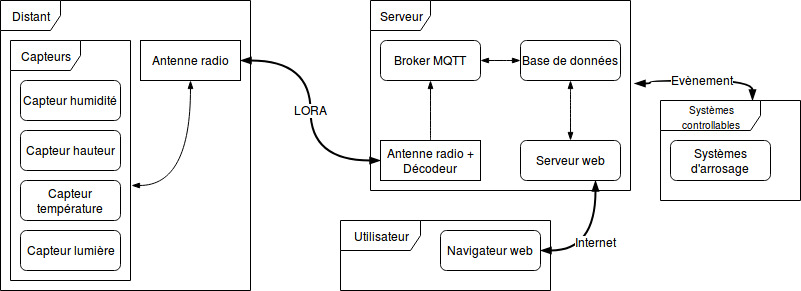 Distant
Capteurs
Capteur humidité
Capteur hauteur
Capteur
température
Capteur lumière
Antenne radio
LORA
Serveur
Broker MQTT
Base de données
Antenne radio +
Décodeur
Serveur web
Evènement
Systèmes
controllables
Systèmes
d'arrosage
Utilisateur
Navigateur web
Internet